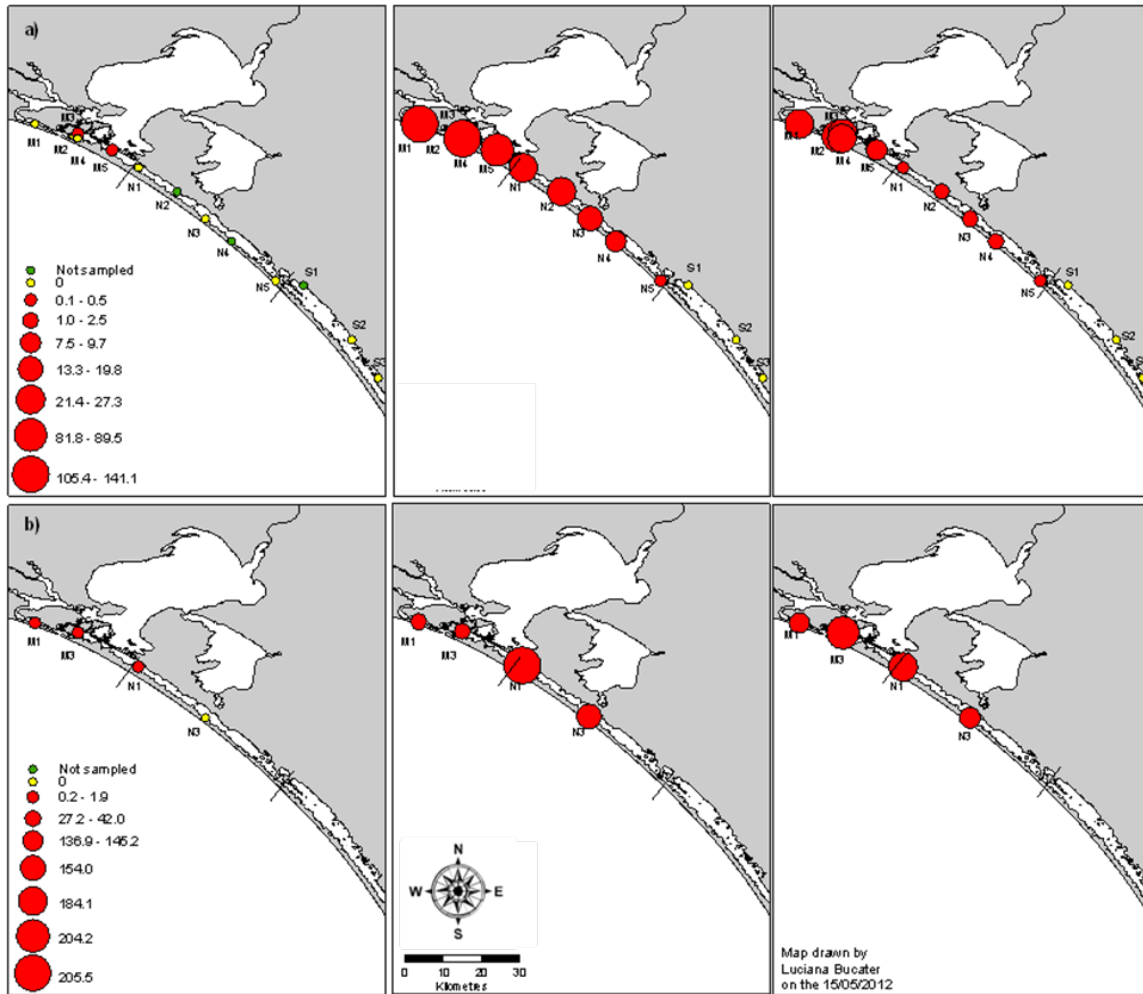 a)
M3
M1
M2
M4
M5
N1
N2
N3
N4
N5
S1
S2
S3
Not sampled
0
0.1 - 0.5
1.0 - 2.5
7.5 - 9.7
13.3 - 19.8
21.4 - 27.3
81.8 - 89.5
105.4 - 141.1
M3
M1
M2
M4
M5
N1
N2
N3
N4
N5
S1
S2
S3
M1
M2
M4
M5
N1
N2
N3
N4
N5
S1
S2
b)
M1
M3
N1
N3
Not sampled
0
0.2 - 1.9
27.2 - 42.0
136.9 - 145.2
154.0
184.1
204.2
205.5
M1
M3
N1
N3
N
W E
S
0 10 20 30
Kilometres
M1
M3
N1
N3
Map drawn by
Luciana Bucater
on the 15/05/2012